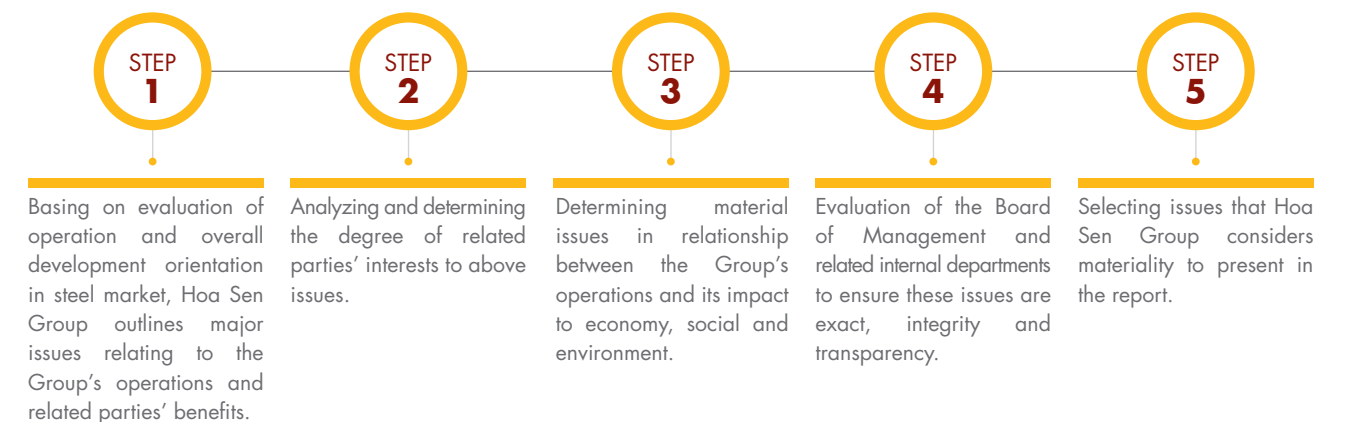 STEP
1
STEP
2
STEP
3
STEP
4
STEP
5
Basing on evaluation of
operation and overall
development orientation
in steel market, Hoa Sen
Group outlines major
issues relating to the
Group's operations and
related parties' benefits.
Analyzing and determining
the degree of related
parties' interests to above
issues.
Determining material
issues in relationship
between the Group's
operations and its impact
to economy, social and
environment.
Evaluation of the Board
of Management and
related internal departments
to ensure these issues are
exact, integrity and
transparency.
Selecting issues that Hoa
Sen Group considers
materiality to present in
the report.